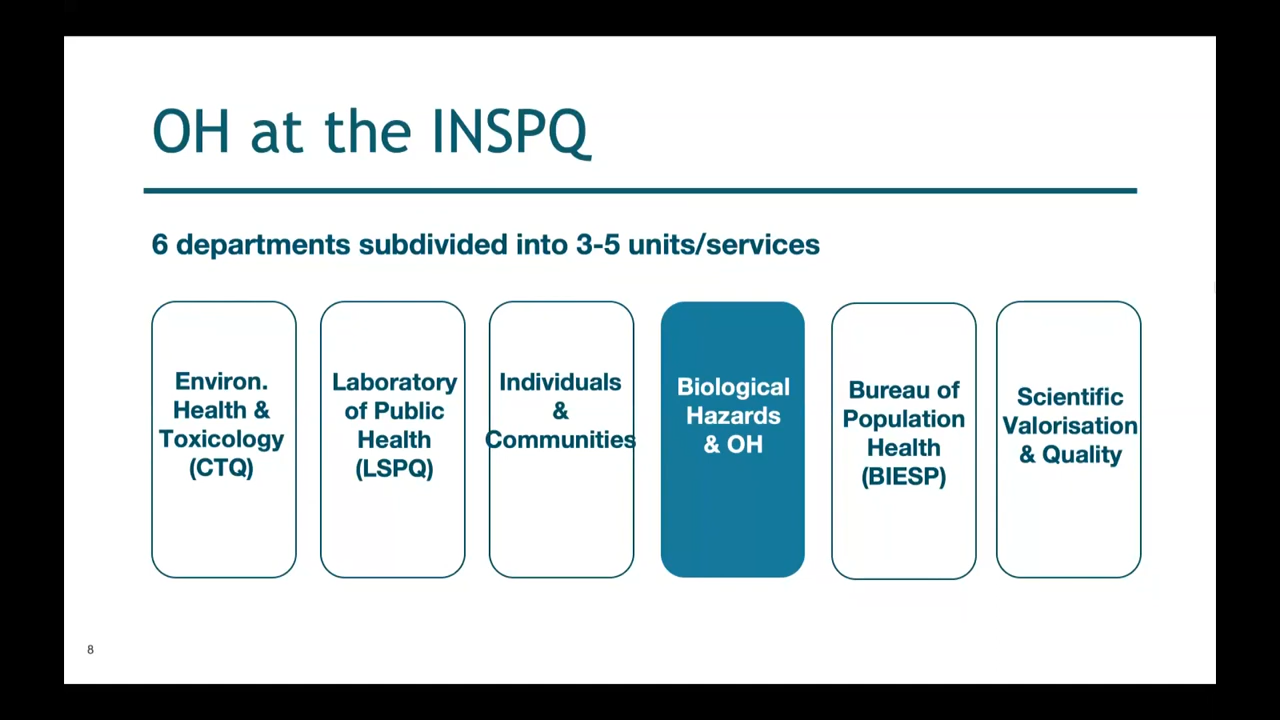 OH at the INSPQ
6 departments subdivided into 3-5 units/services
Environ.
Health &
Toxicology
(CTQ)
Laboratory
of Public
Health
(LSPQ)
Individuals
&
Communities
Biological
Hazards
& OH
Bureau of
Population
Health
(BIESP)
Scientific
Valorisation
& Quality
8